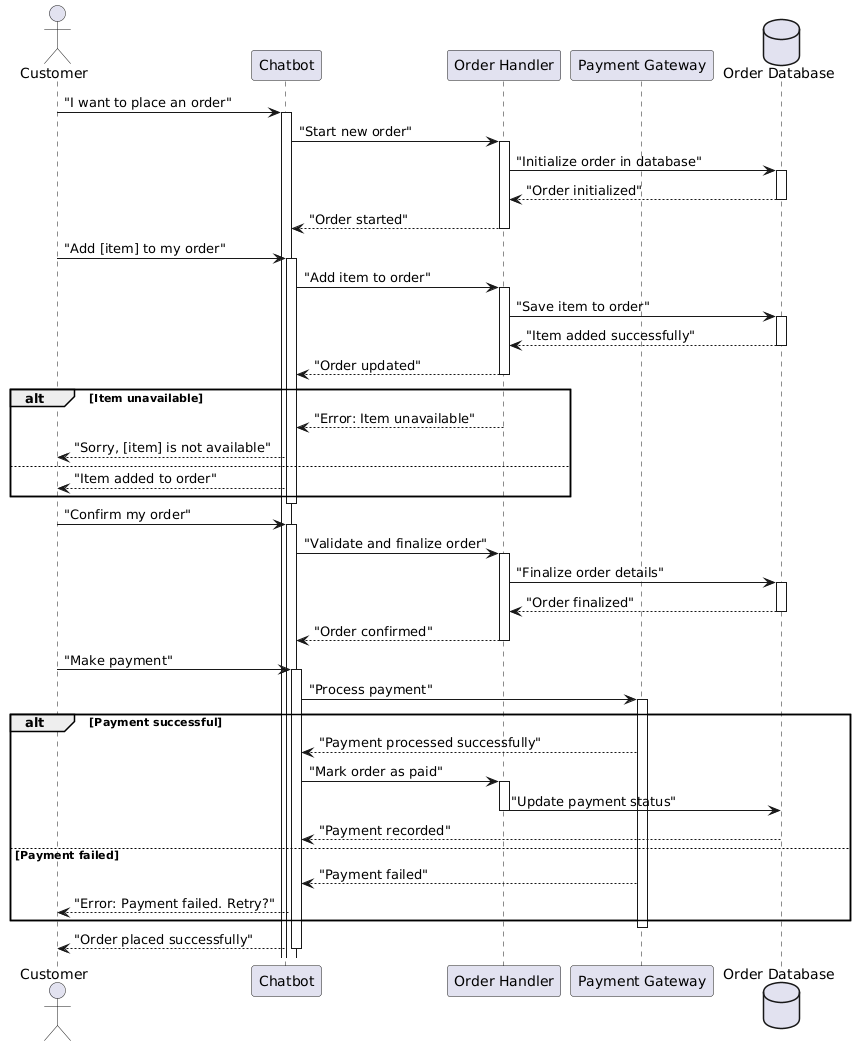 Customer
Chatbot
Order Handler
Payment Gateway
Order Database
"I want to place an order"
"Start new order"
"Initialize order in database"
"Order initialized"
"Order started"
"Add [item] to my order"
"Add item to order"
"Save item to order"
"Item added successfully"
"Order updated"
alt
[Item unavailable]
"Error: Item unavailable"
"Sorry, [item] is not available"
"Item added to order"
"Confirm my order"
"Validate and finalize order"
"Finalize order details"
"Order finalized"
"Order confirmed"
"Make payment"
"Process payment"
alt
[Payment successful]
"Payment processed successfully"
"Mark order as paid"
"Update payment status"
"Payment recorded"
[Payment failed]
"Payment failed"
"Error: Payment failed. Retry?"
"Order placed successfully"
Customer
Chatbot
Order Handler
Payment Gateway
Order Database